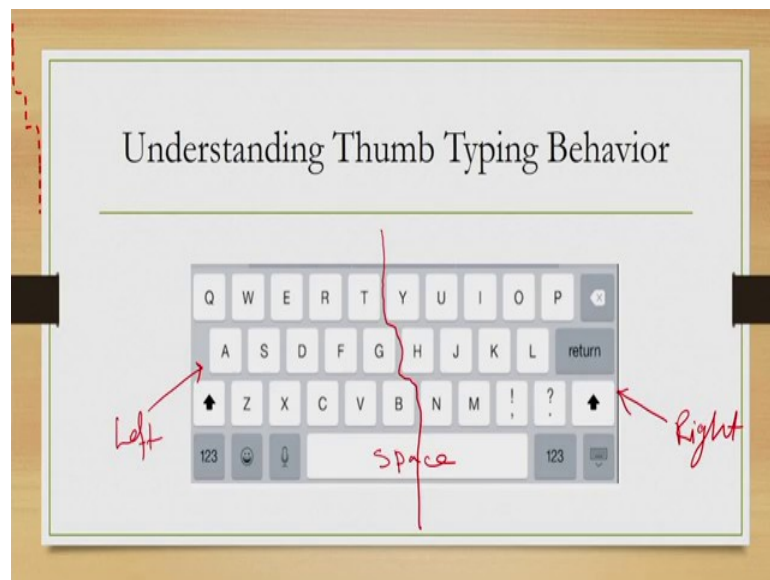 Understanding Thumb Typing Behavior
Q W E R T Y U I O P
A S D F G H J K L return
Z X C V B N M ! , ? .
Left Right
123 Space 123